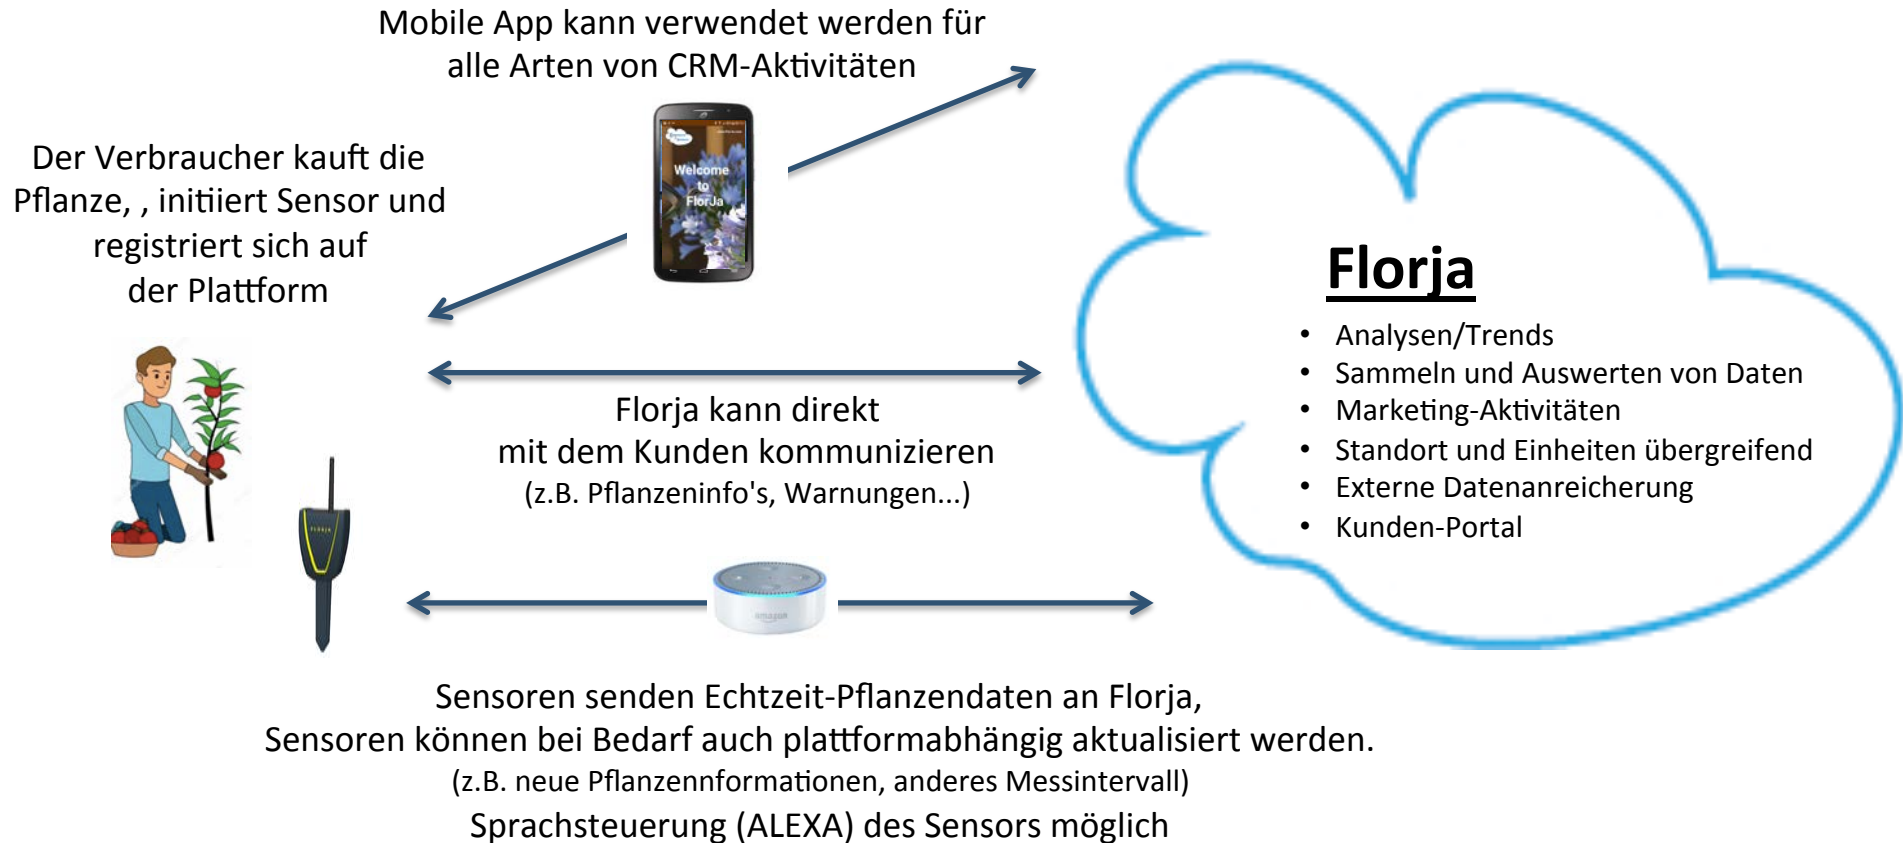 Mobile App kann verwendet werden für
alle Arten von CRM-Aktivitäten
Der Verbraucher kauft die
Pflanze, , initiiert Sensor und
registriert sich auf
der Plattform
Welcome
to
FlorJa
Florja
• Analysen/Trends
• Sammeln und Auswerten von Daten
• Marketing-Aktivitäten
• Standort und Einheiten übergreifend
• Externe Datenanreicherung
• Kunden-Portal
Florja kann direkt
mit dem Kunden kommunizieren
(z.B. Pflanzeninfo's, Warnungen...)
FLORJA
amazon
Sensoren senden Echtzeit-Pflanzendaten an Florja,
Sensoren können bei Bedarf auch plattformabhängig aktualisiert werden.
(z.B. neue Pflanzennformationen, anderes Messintervall)
Sprachsteuerung (ALEXA) des Sensors möglich